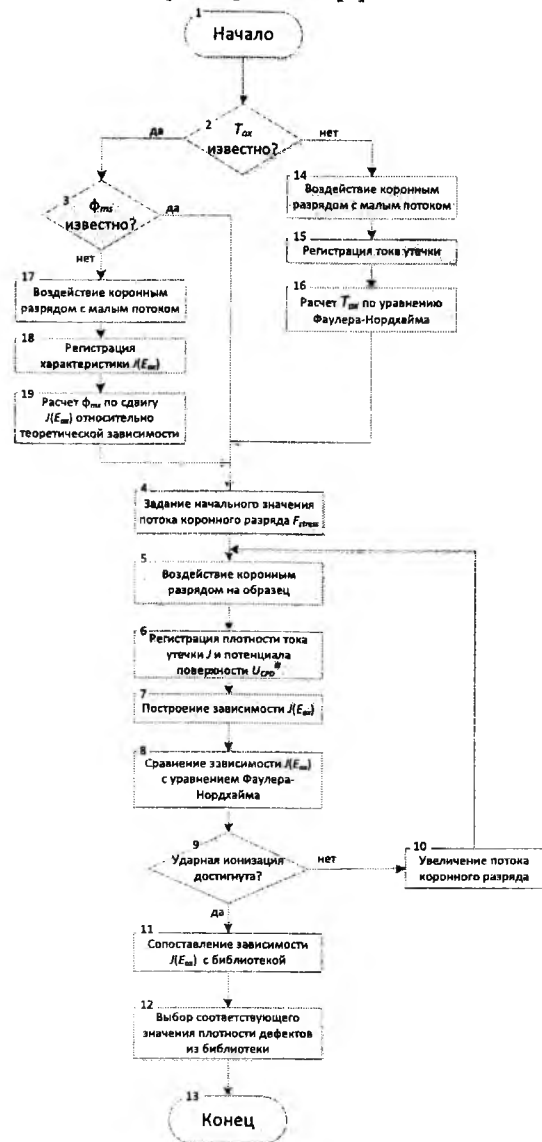 1
Начало
2
T_ox
известно?
да
нет
3
ϕ_ms
известно?
да
нет
14
Воздействие коронным
разрядом с малым потоком
15
Регистрация тока утечки
16
Расчет T_ox по уравнению
Фаулера-Нордхайма
17
Воздействие коронным
разрядом с малым потоком
18
Регистрация
характеристики J(E_ox)
19
Расчет ϕ_ms по сдвигу
J(E_ox) относительно
теоретической зависимости
4
Задание начального значения
потока коронного разряда F_stress
5
Воздействие коронным
разрядом на образец
6
Регистрация плотности тока
утечки J и потенциала
поверхности U_CPD
7
Построение зависимости J(E_ox)
8
Сравнение зависимости J(E_ox)
с уравнением Фаулера-
Нордхайма
9
Ударная ионизация
достигнута?
нет
да
10
Увеличение потока
коронного разряда
11
Сопоставление зависимости
J(E_ox) с библиотекой
12
Выбор соответствующего
значения плотности дефектов
из библиотеки
13
Конец